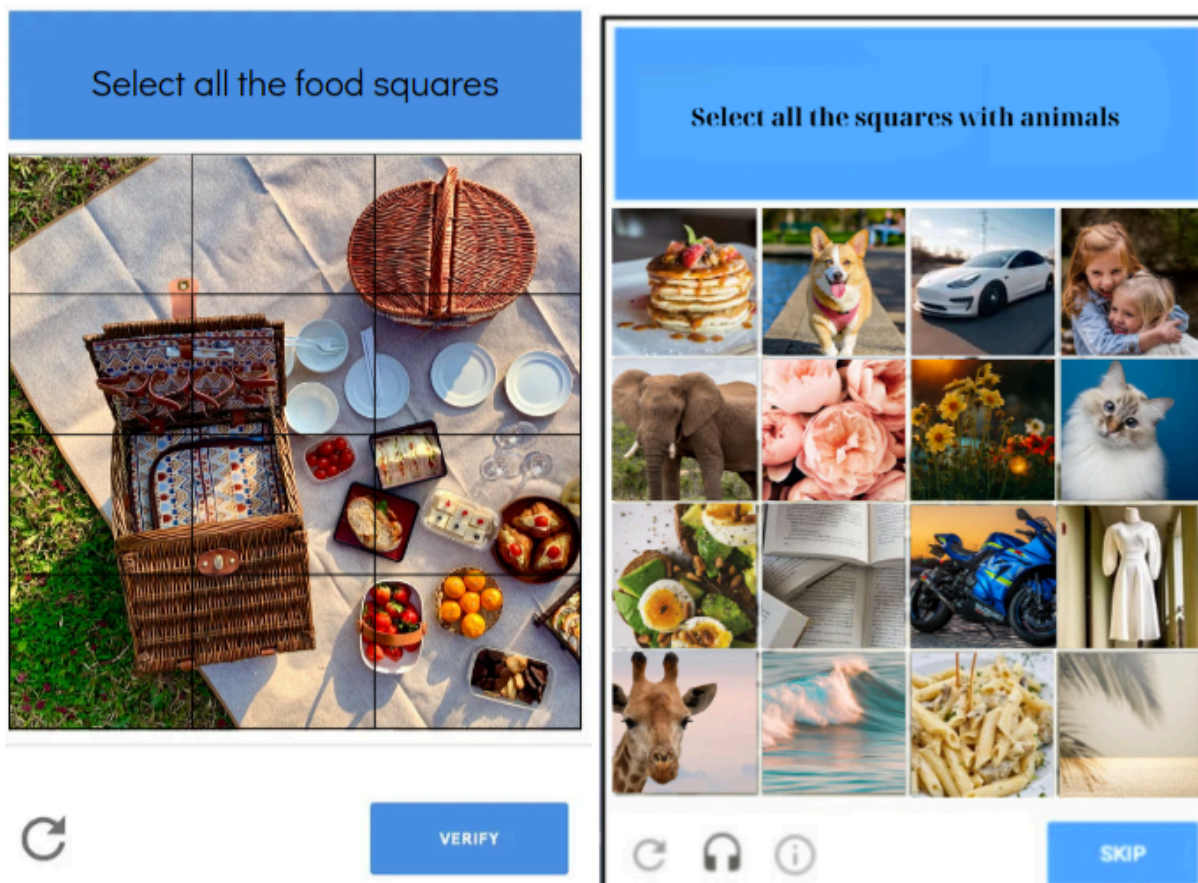 Select all the food squares
VERIFY
Select all the squares with animals
SKIP